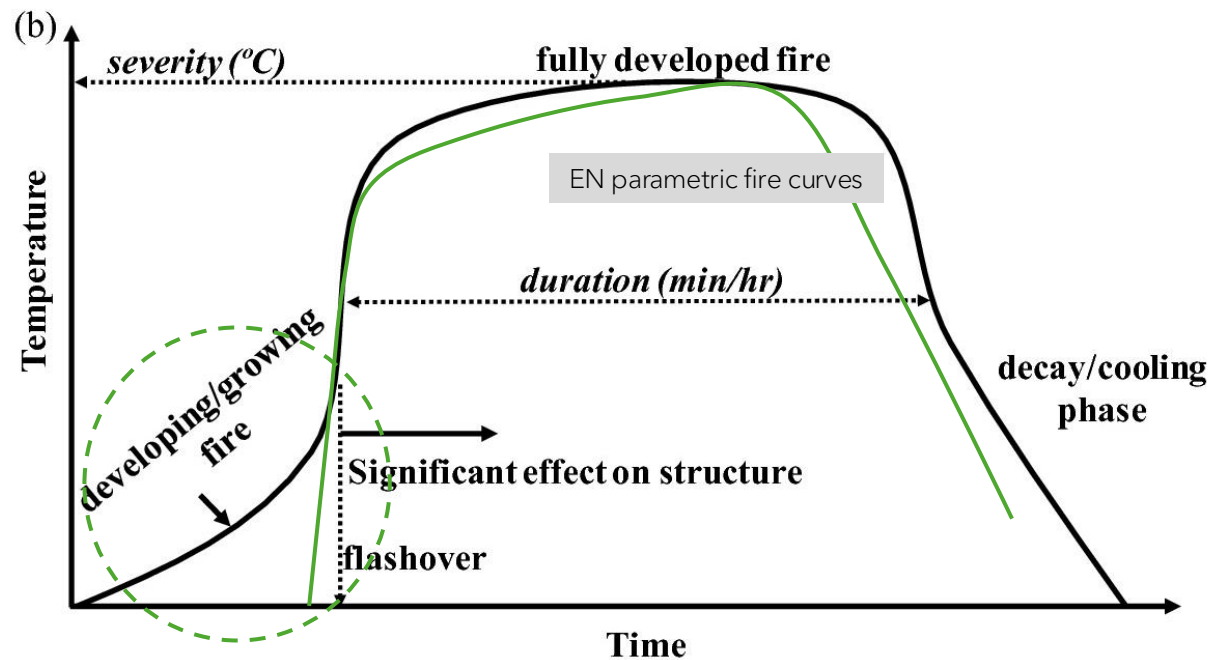 (b)
severity (ºC)
fully developed fire
EN parametric fire curves
Temperature
duration (min/hr)
developing/growing
fire
decay/cooling
phase
Significant effect on structure
flashover
Time